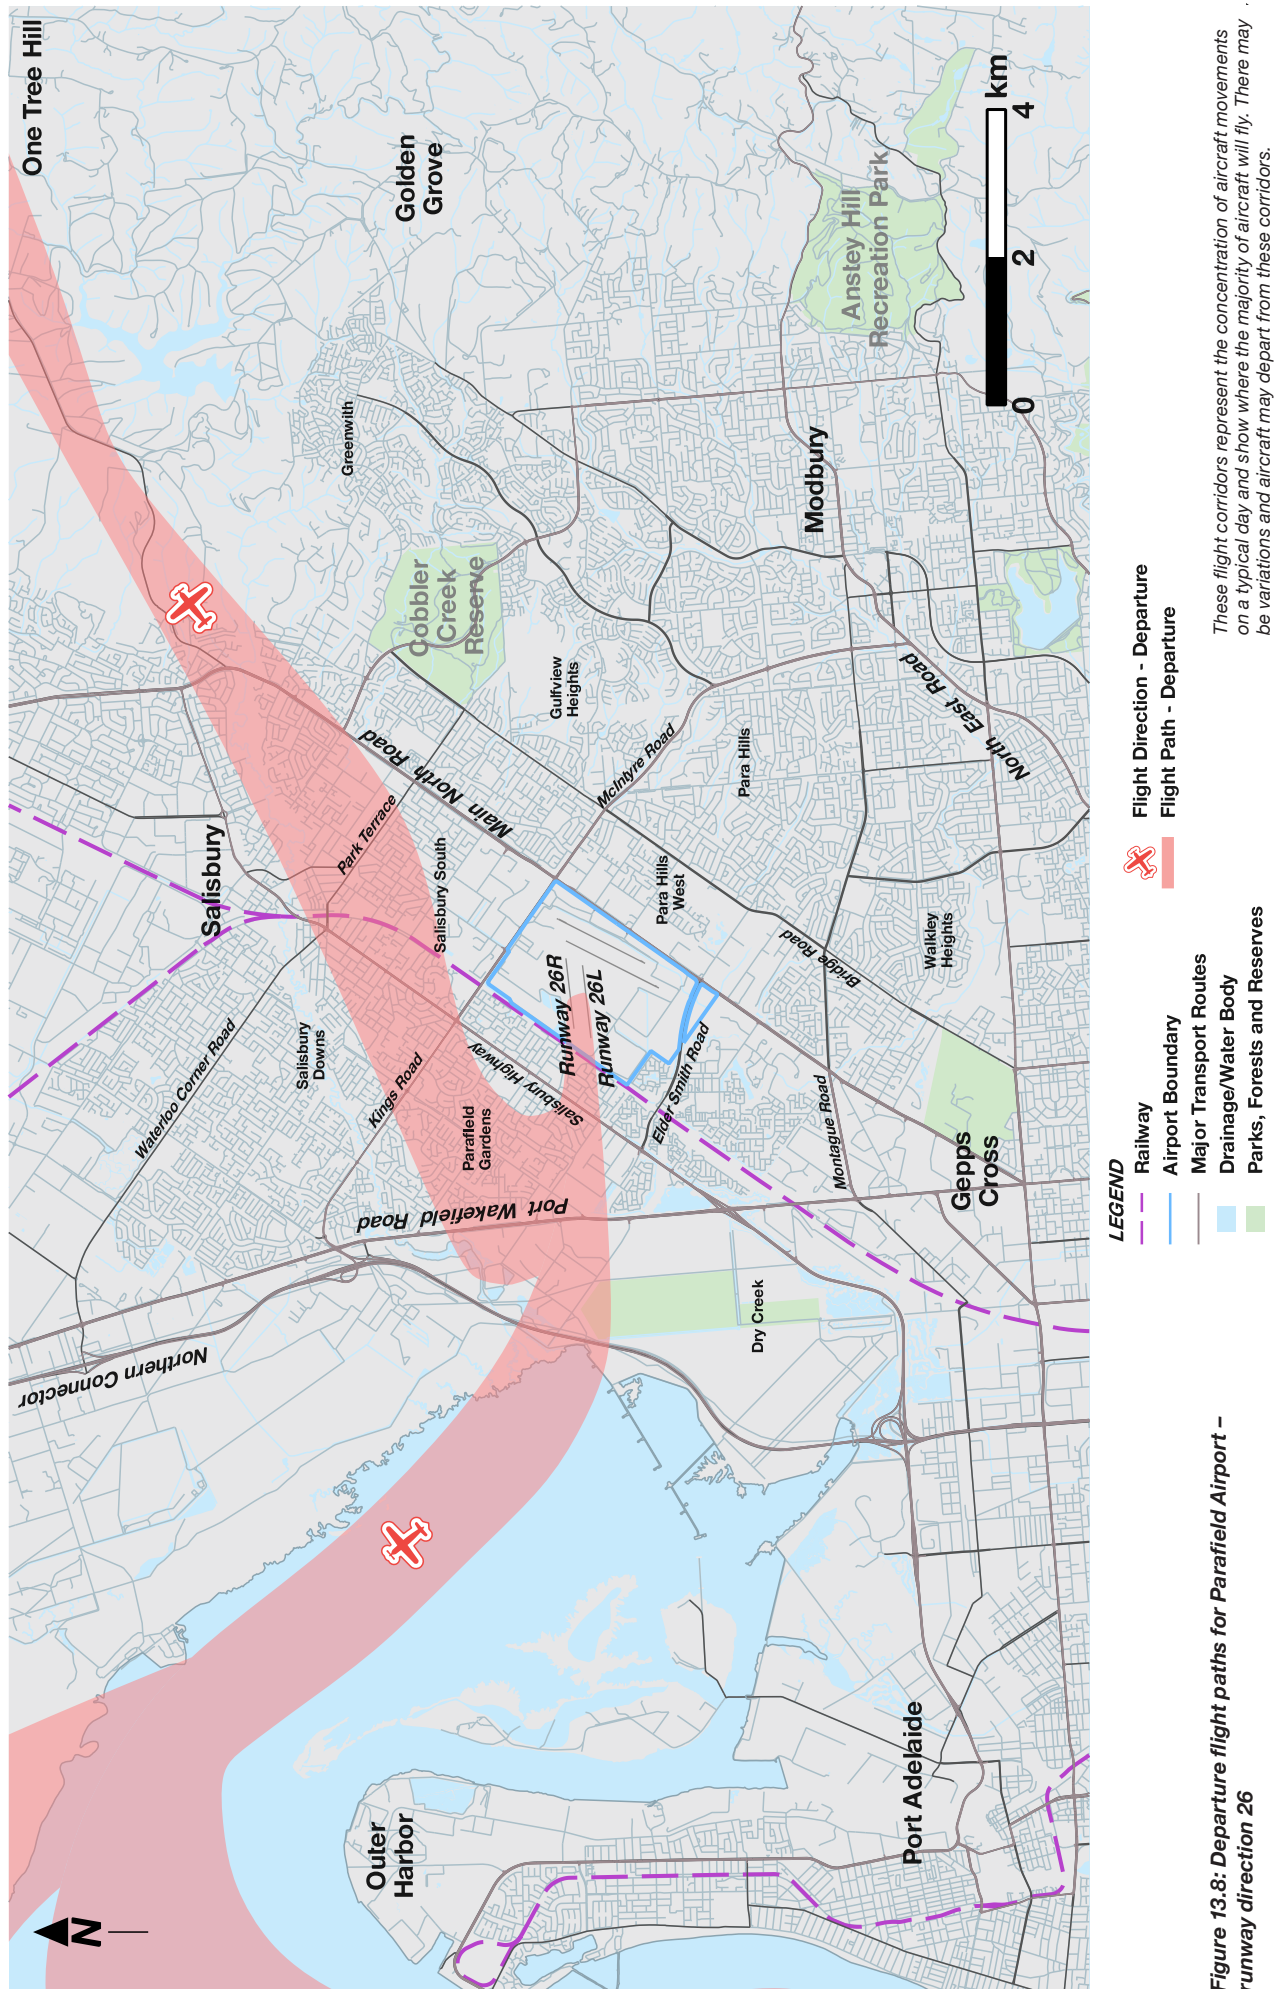 One Tree Hill
Golden
Grove
Anstey Hill
Recreation Park
km
0
2
4
Greenwith
Modbury
Cobbler
Creek
Reserve
Gulfview
Heights
North East Road
Main North Road
McIntyre Road
Para Hills
Park Terrace
Salisbury
Salisbury South
Para Hills
West
Walkley
Heights
Bridge Road
Runway 26R
Runway 26L
Waterloo Corner Road
Salisbury
Downs
Kings Road
Salisbury Highway
Elder Smith Road
Parafield
Gardens
Montague Road
Gepps
Cross
Port Wakefield Road
Dry Creek
Northern Connector
Outer
Harbor
Port Adelaide
N
LEGEND
Railway
Airport Boundary
Major Transport Routes
Drainage/Water Body
Parks, Forests and Reserves
Flight Direction - Departure
Flight Path - Departure
Figure 13.8: Departure flight paths for Parafield Airport –
runway direction 26
These flight corridors represent the concentration of aircraft movements
on a typical day and show where the majority of aircraft will fly. There may
be variations and aircraft may depart from these corridors.